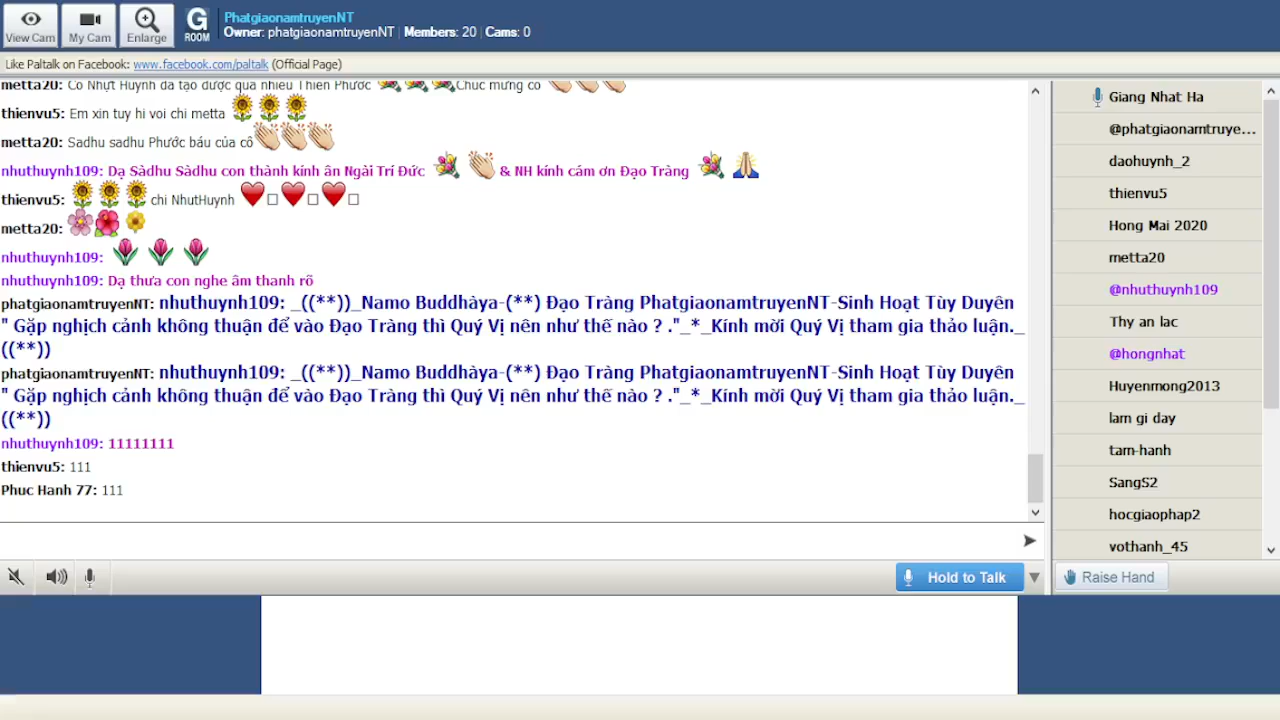 View Cam
My Cam
Enlarge
G
ROOM
PhatgiaonamtruyenNT
Owner: phatgiaonamtruyenNT | Members: 20 | Cams: 0
Like Paltalk on Facebook: www.facebook.com/paltalk (Official Page)
metta20: Cô Nhựt Huỳnh đã tạo được quá nhiều Thiện Phước Chúc mừng cô
thienvu5: Em xin tuy hi voi chi metta
metta20: Sadhu sadhu Phước báu của cô
nhuthuynh109: Dạ Sàdhu Sàdhu con thành kính ân Ngài Trí Đức & NH kính cám ơn Đạo Tràng
thienvu5: chi NhutHuynh
metta20:
nhuthuynh109:
nhuthuynh109: Dạ thưa con nghe âm thanh rõ
phatgiaonamtruyenNT: nhuthuynh109: _((**))_Namo Buddhàya-(**) Đạo Tràng PhatgiaonamtruyenNT-Sinh Hoạt Tùy Duyên
" Gặp nghịch cảnh không thuận để vào Đạo Tràng thì Quý Vị nên như thế nào ? ."_*_Kính mời Quý Vị tham gia thảo luận._
((**))
phatgiaonamtruyenNT: nhuthuynh109: _((**))_Namo Buddhàya-(**) Đạo Tràng PhatgiaonamtruyenNT-Sinh Hoạt Tùy Duyên
" Gặp nghịch cảnh không thuận để vào Đạo Tràng thì Quý Vị nên như thế nào ? ."_*_Kính mời Quý Vị tham gia thảo luận._
((**))
nhuthuynh109: 11111111
thienvu5: 111
Phuc Hanh 77: 111
Hold to Talk
Giang Nhat Ha
@phatgiaonamtruye...
daohuynh_2
thienvu5
Hong Mai 2020
metta20
@nhuthuynh109
Thy an lac
@hongnhat
Huyenmong2013
lam gi day
tam-hanh
SangS2
hocgiaophap2
vothanh_45
Raise Hand